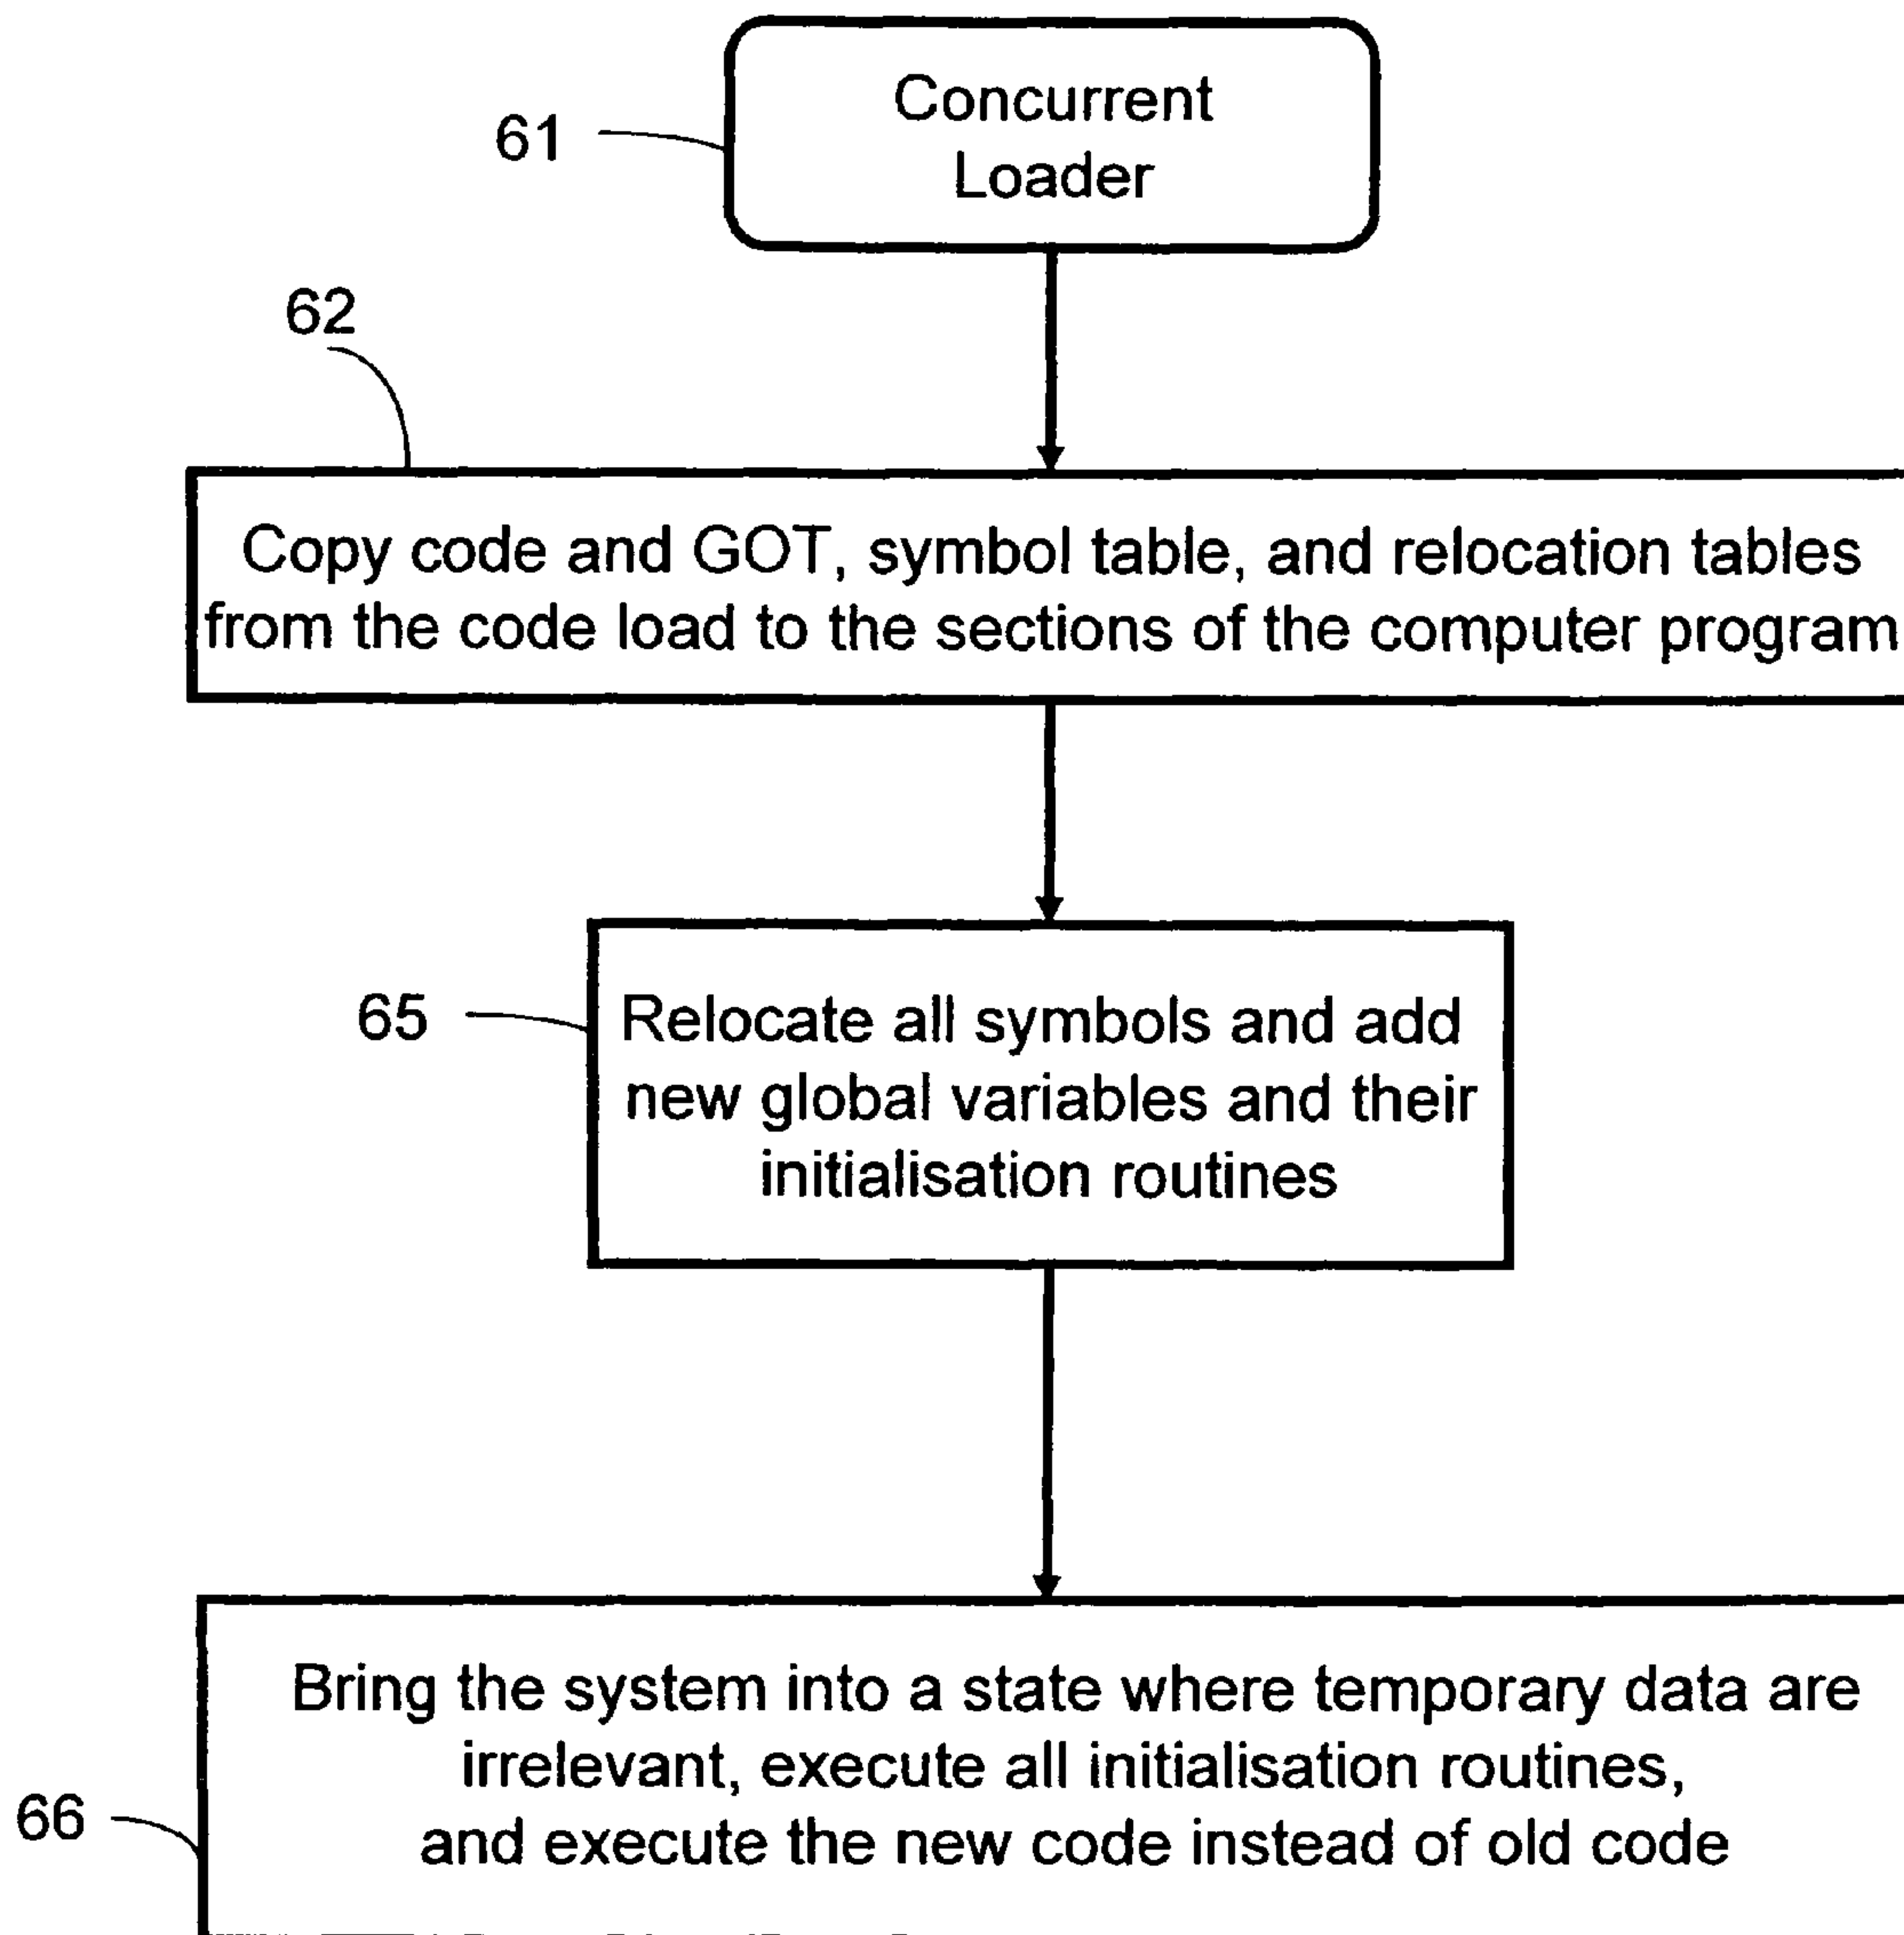 Concurrent
Loader
61
62
Copy code and GOT, symbol table, and relocation tables
from the code load to the sections of the computer program
65
Relocate all symbols and add
new global variables and their
initialisation routines
Bring the system into a state where temporary data are
irrelevant, execute all initialisation routines,
66
and execute the new code instead of old code